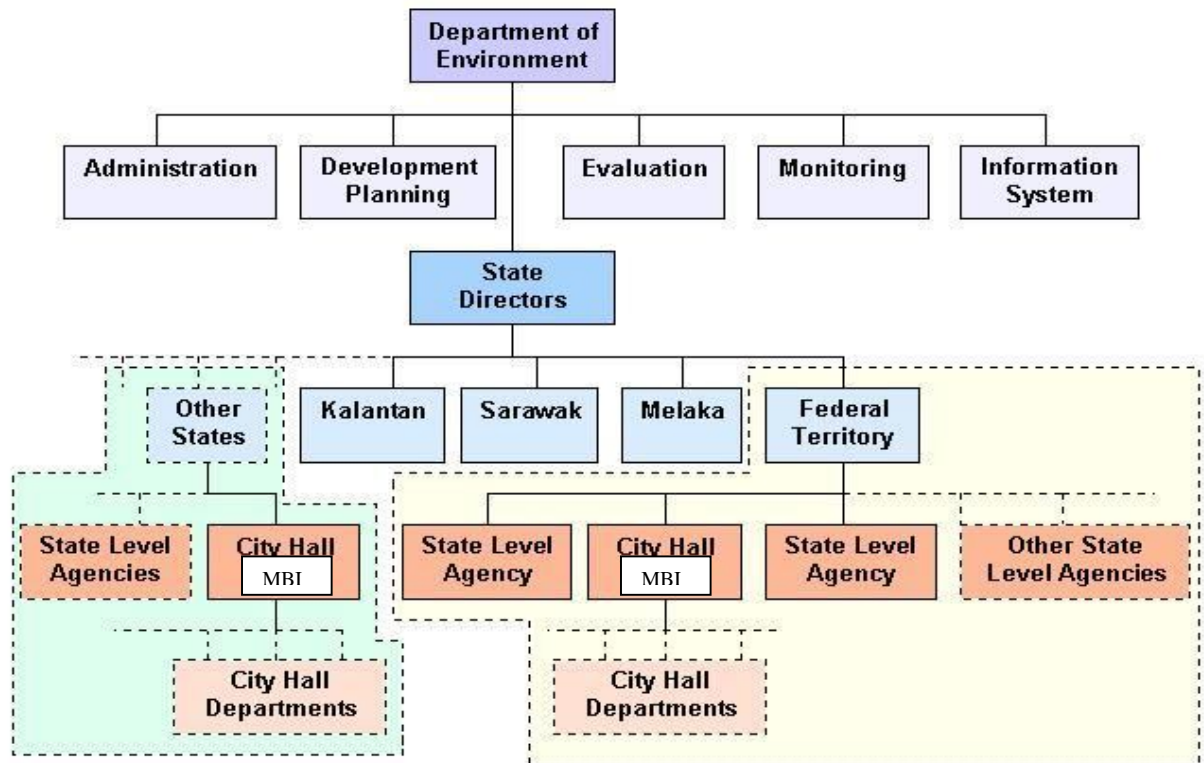 Department of
Environment
Administration
Development
Planning
Evaluation
Monitoring
Information
System
State
Directors
Other
States
Kalantan
Sarawak
Melaka
Federal
Territory
State Level
Agencies
City Hall
MBI
State Level
Agency
City Hall
MBI
State Level
Agency
Other State
Level Agencies
City Hall
Departments
City Hall
Departments